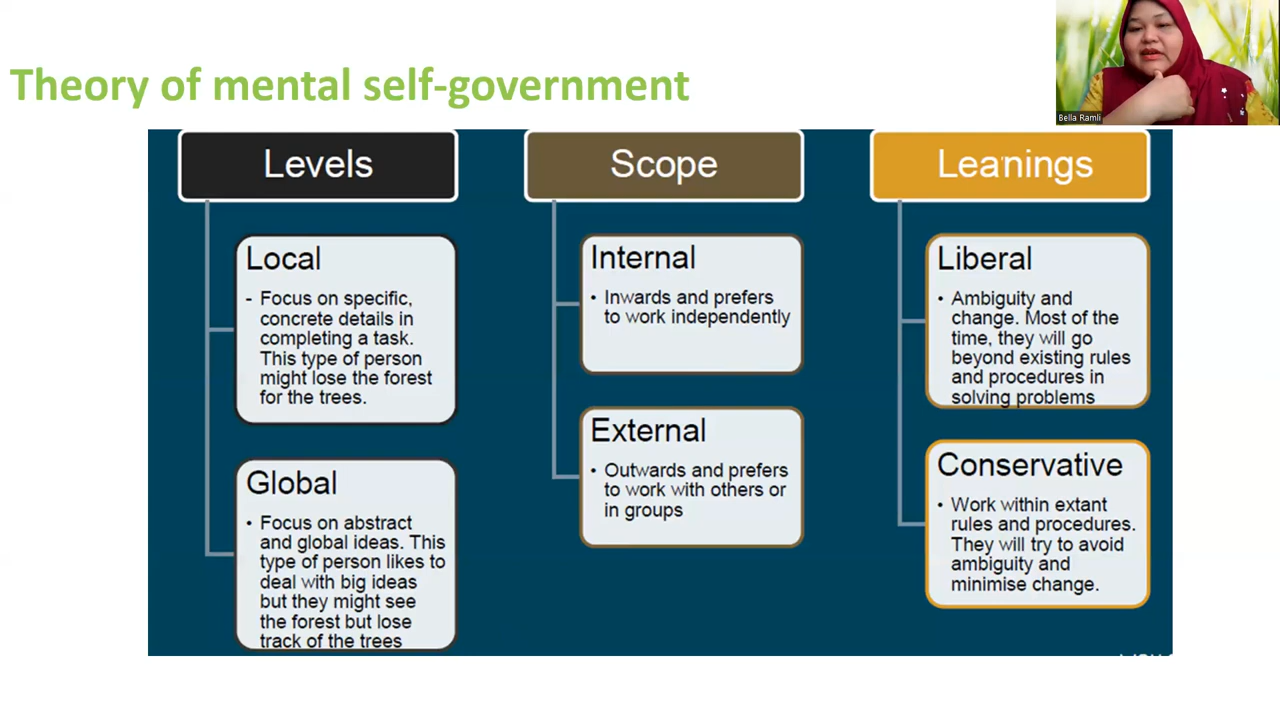 Theory of mental self-government
Bella Ramli
Levels
Local
- Focus on specific,
concrete details in
completing a task.
This type of person
might lose the forest
for the trees.
Global
• Focus on abstract
and global ideas. This
type of person likes to
deal with big ideas
but they might see
the forest but lose
track of the trees
Scope
Internal
• Inwards and prefers
to work independently
External
• Outwards and prefers
to work with others or
in groups
Leanings
Liberal
• Ambiguity and
change. Most of the
time, they will go
beyond existing rules
and procedures in
solving problems
Conservative
• Work within extant
rules and procedures.
They will try to avoid
ambiguity and
minimise change.